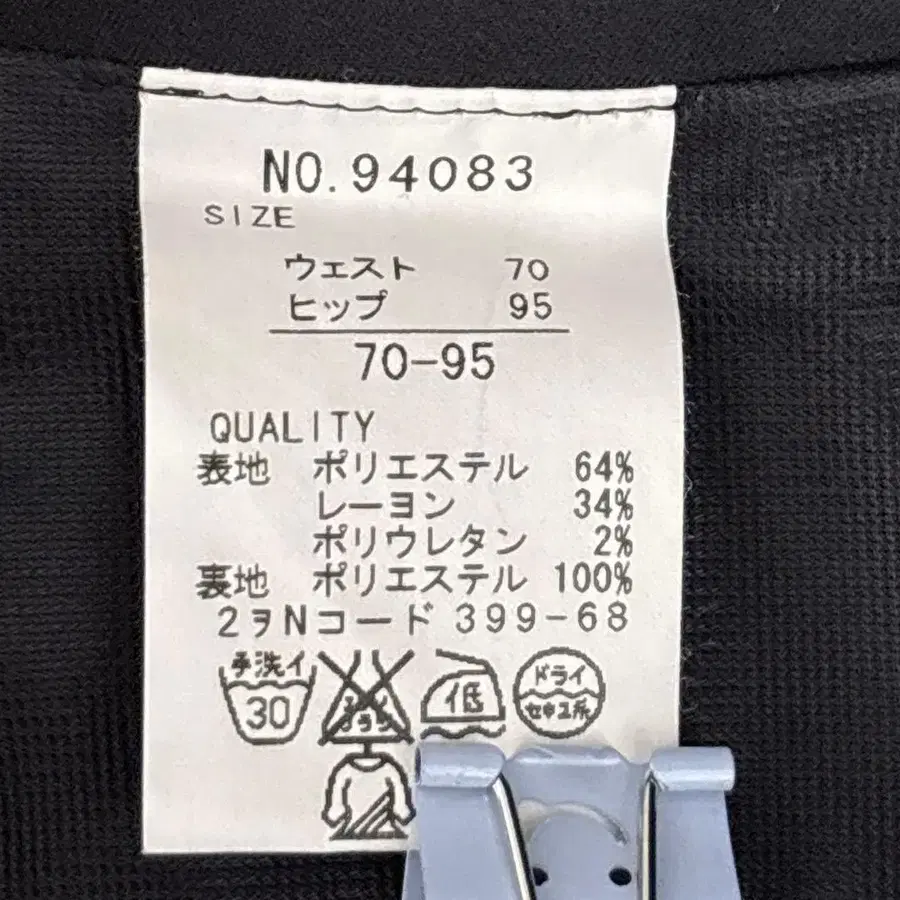 NO.94083
SIZE
ウェスト 70
ヒップ 95
70-95
QUALITY
表地 ポリエステル 64%
レーヨン 34%
ポリウレタン 2%
裏地 ポリエステル 100%
2ヲNコード 399-68
手洗イ
30
低
ドライ
セキユ系